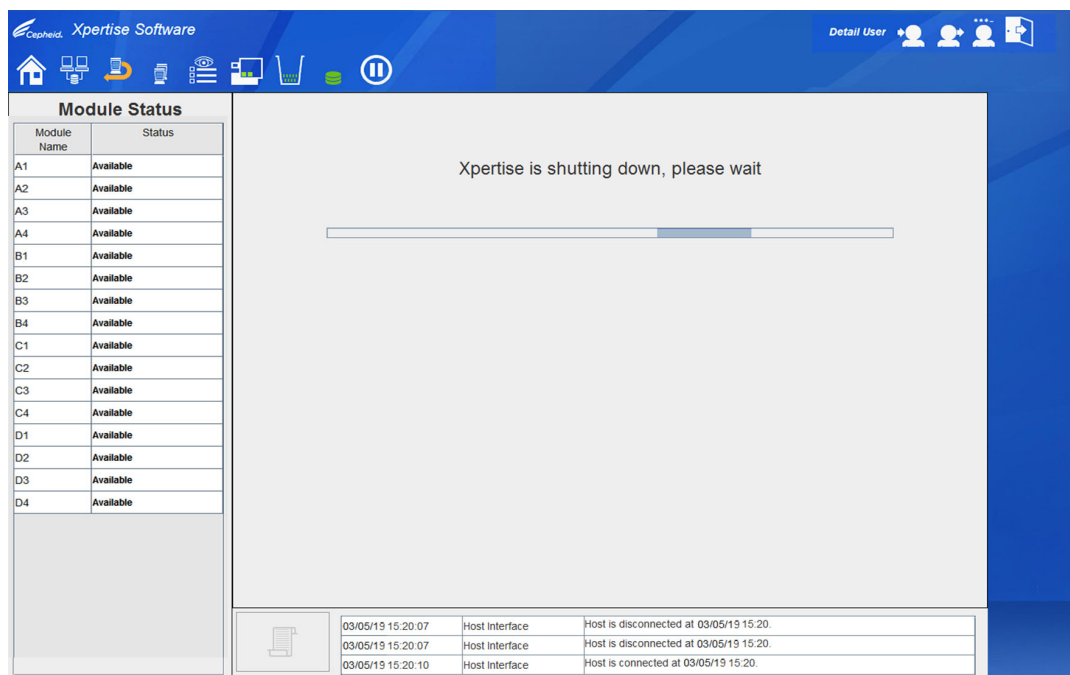 Cepheid. Xpertise Software
Detail User
Module Status
Module Name Status
A1 Available
A2 Available
A3 Available
A4 Available
B1 Available
B2 Available
B3 Available
B4 Available
C1 Available
C2 Available
C3 Available
C4 Available
D1 Available
D2 Available
D3 Available
D4 Available
Xpertise is shutting down, please wait
03/05/19 15:20:07 Host Interface Host is disconnected at 03/05/19 15:20.
03/05/19 15:20:07 Host Interface Host is disconnected at 03/05/19 15:20.
03/05/19 15:20:10 Host Interface Host is connected at 03/05/19 15:20.